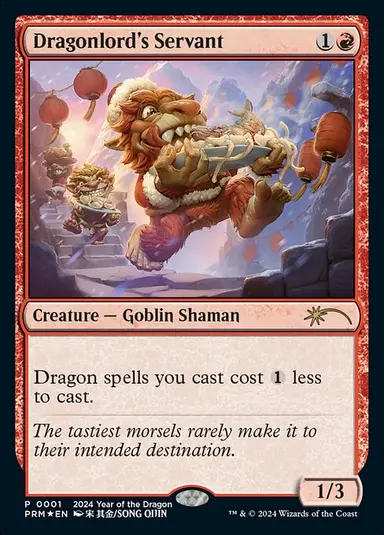 Dragonlord's Servant 1
Creature — Goblin Shaman
Dragon spells you cast cost 1 less
to cast.
The tastiest morsels rarely make it to
their intended destination.
1/3
P 0001 2024 Year of the Dragon
PRM★EN 宋其金/SONG QIJIN
™ & © 2024 Wizards of the Coast